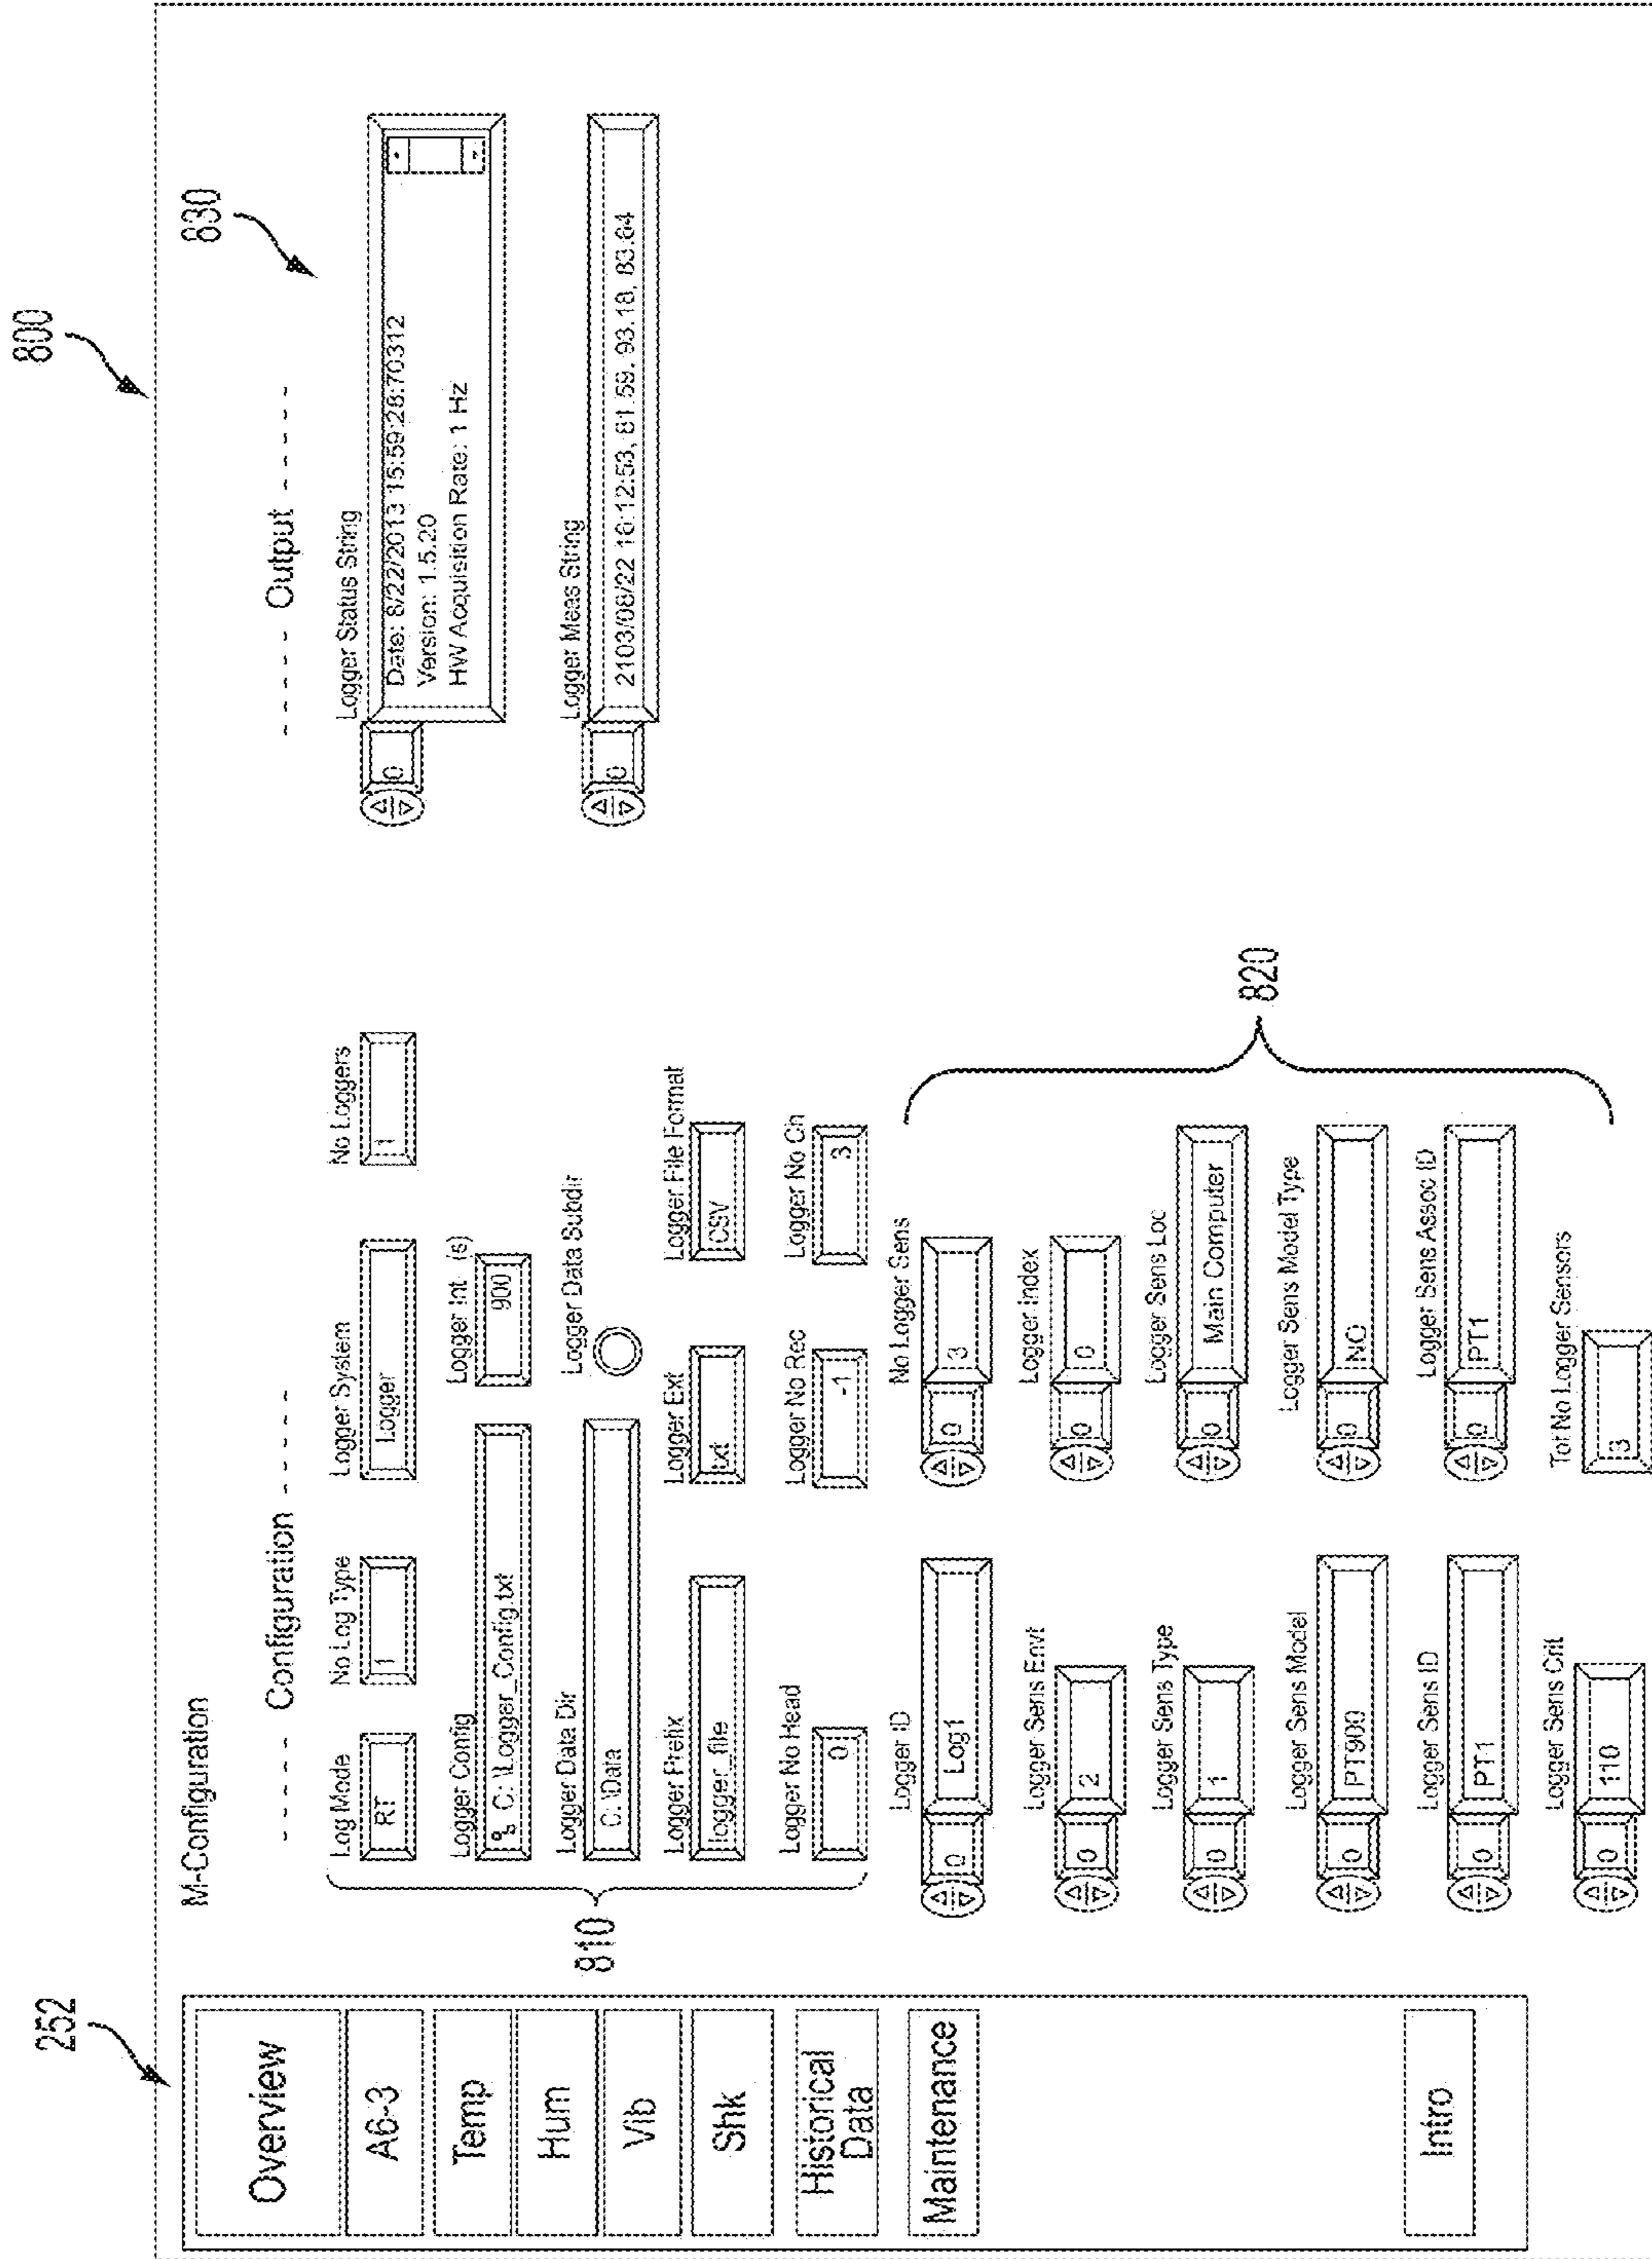 800
252
Overview
A6-3
Temp
Hum
Vib
Shk
Historical
Data
Maintenance
Intro
M-Configuration
- - - - - Configuration - - - - -
Log Mode
RT
No Log Type
1
Logger System
Logger
No Loggers
1
Logger Config
C:\Logger_Config.txt
Logger Int (s)
900
Logger Data Dir
C:\Data
Logger Data Subdir
Logger Prefix
logger_file
Logger Ext
txt
Logger File Format
CSV
Logger No Head
0
Logger No Rec
-1
Logger No Ch
3
810
Logger ID
0
Log1
No Logger Sens
0
3
Logger Sens Envt
0
2
Logger Index
0
0
Logger Sens Type
0
1
Logger Sens Loc
0
Main Computer
Logger Sens Model
0
PT900
Logger Sens Model Type
0
NO
Logger Sens ID
0
PT1
Logger Sens Assoc ID
0
PT1
Logger Sens Crit
0
110
Tot No Logger Sensors
3
820
- - - - - Output - - - - -
830
Logger Status String
0
Date: 8/22/2013 15:59:28:70312
Version: 1.5.20
HW Acquisition Rate: 1 Hz
Logger Meas String
0
2103/08/22 16:12:53, 81.59, 93.18, 83.64